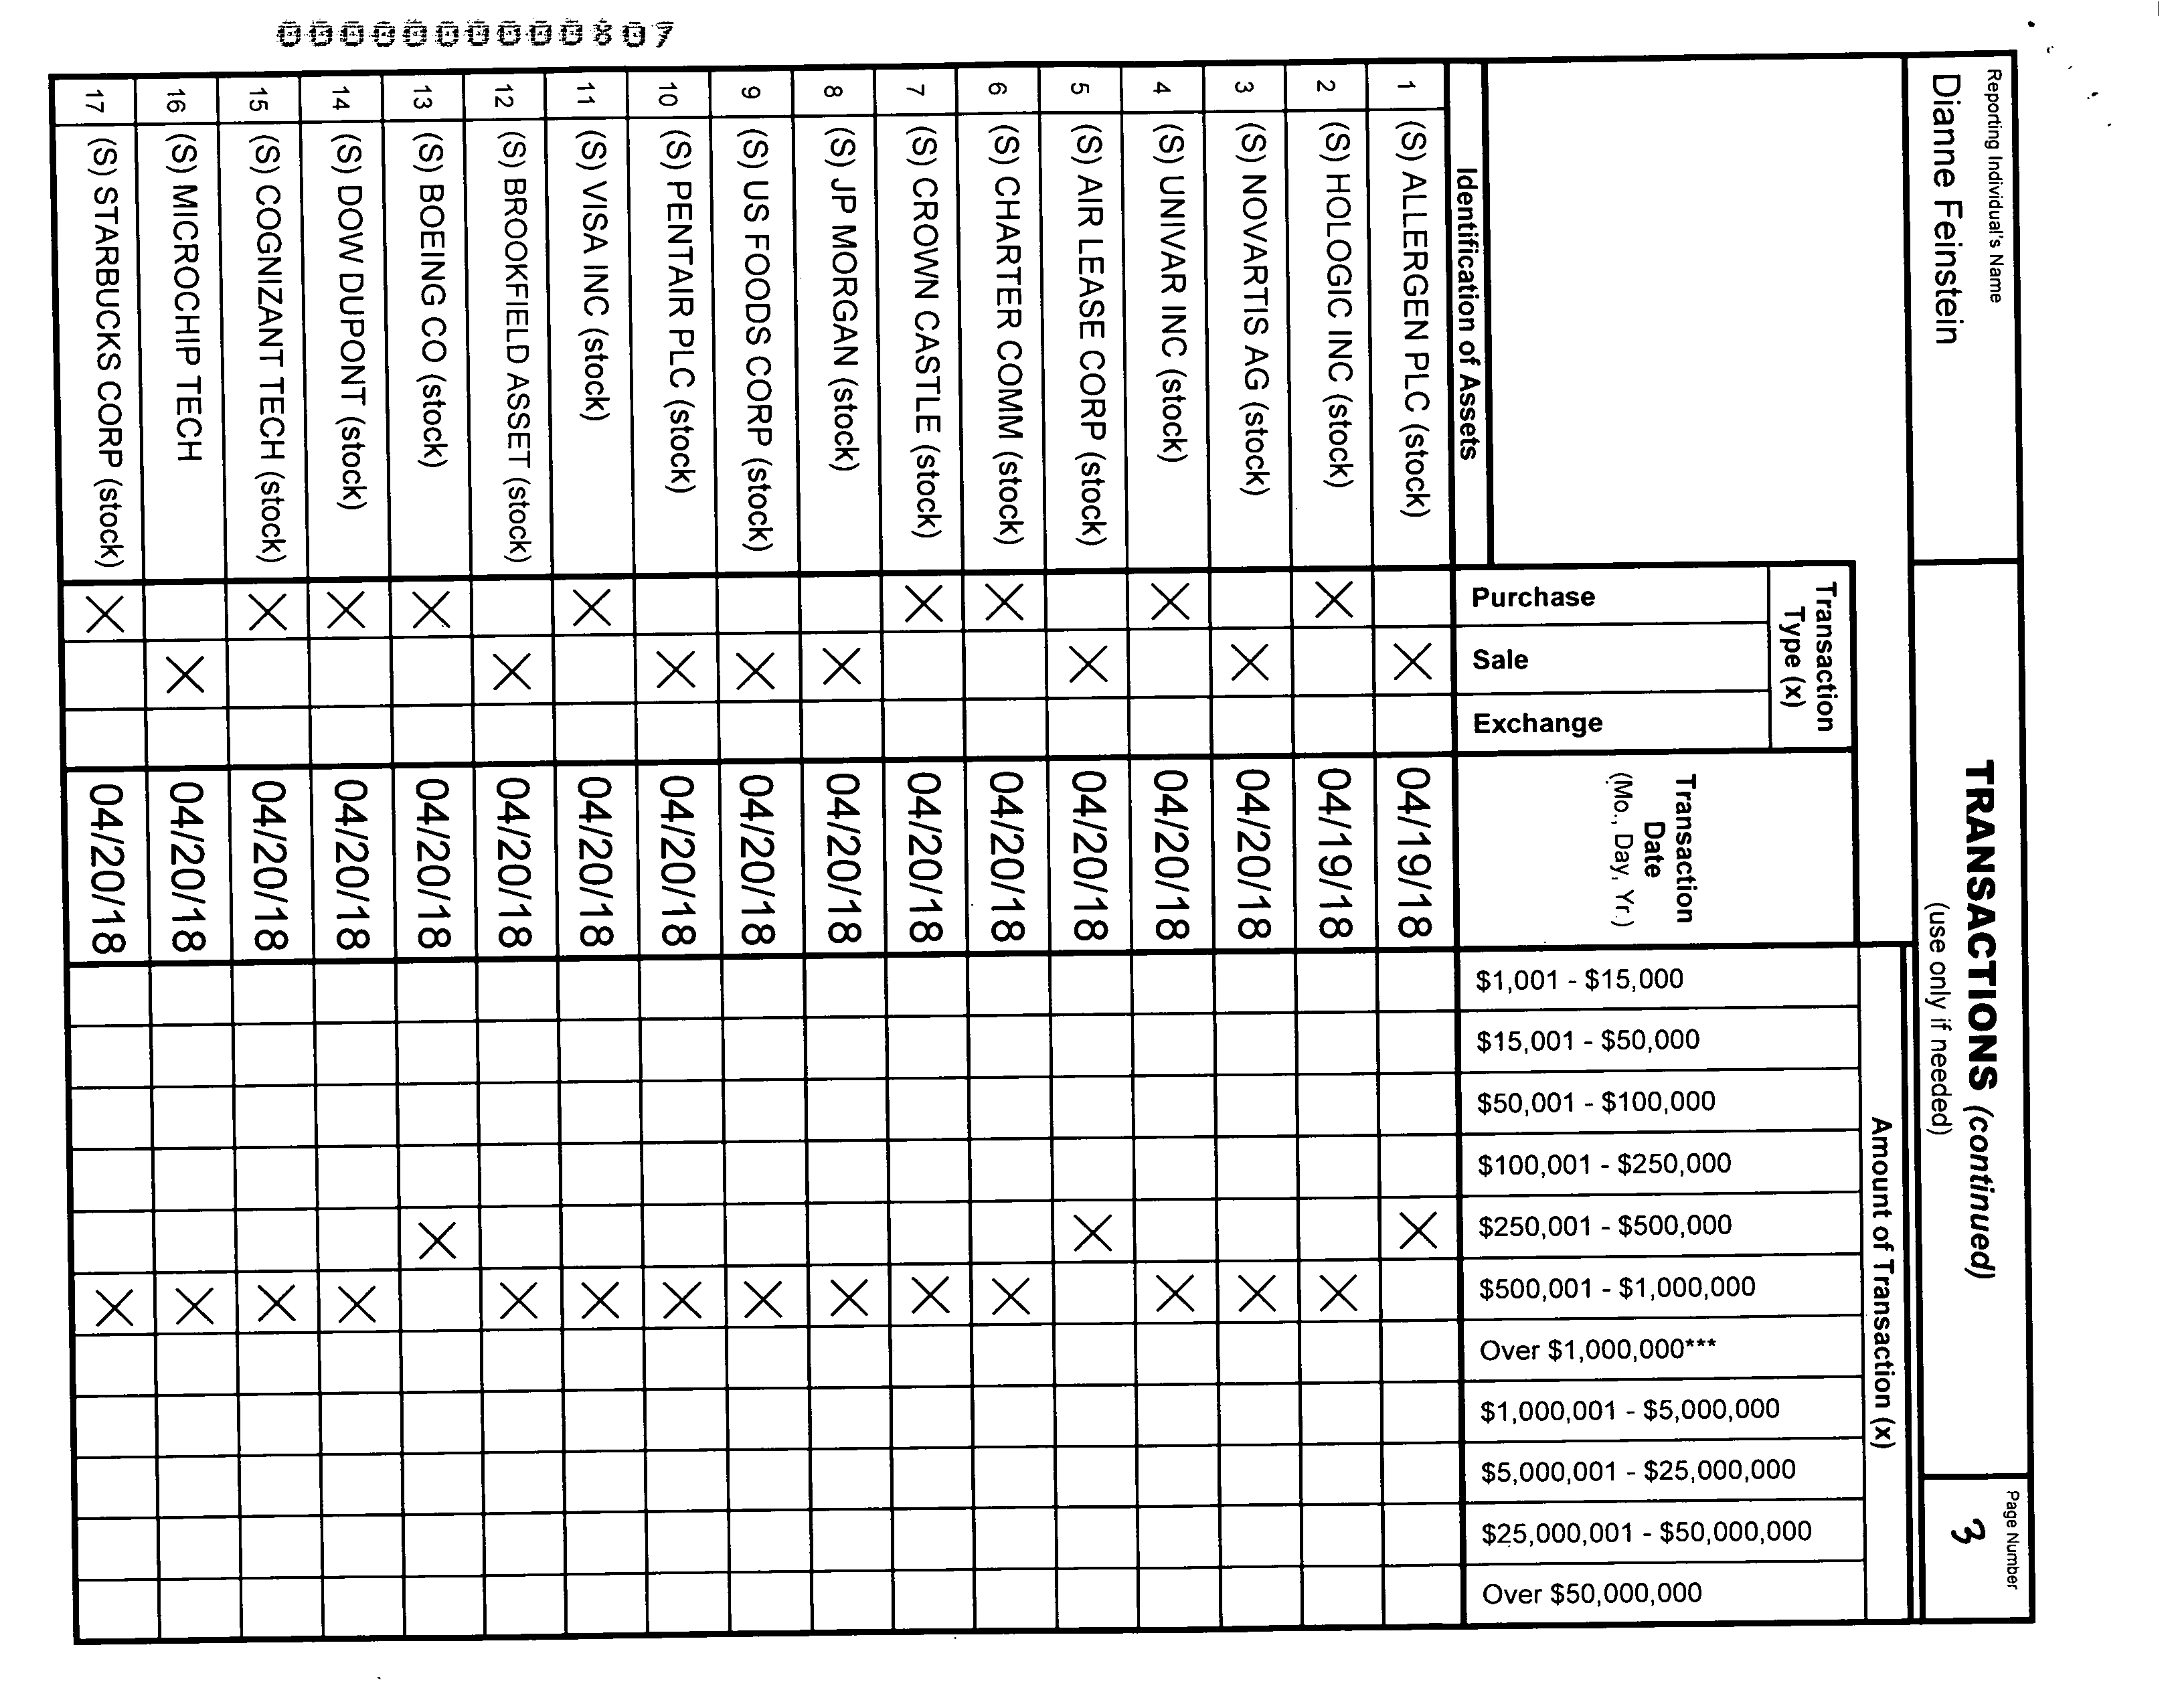 Reporting Individual's Name
Dianne Feinstein
TRANSACTIONS (continued)
(use only if needed)
Page Number
3
Transaction
Type (x)
Amount of Transaction (x)
Identification of Assets
Purchase
Sale
Exchange
Transaction
Date
(Mo., Day, Yr.)
$1,001 - $15,000
$15,001 - $50,000
$50,001 - $100,000
$100,001 - $250,000
$250,001 - $500,000
$500,001 - $1,000,000
Over $1,000,000***
$1,000,001 - $5,000,000
$5,000,001 - $25,000,000
$25,000,001 - $50,000,000
Over $50,000,000
1 (S) ALLERGEN PLC (stock) X 04/19/18 X
2 (S) HOLOGIC INC (stock) X 04/19/18 X
3 (S) NOVARTIS AG (stock) X 04/20/18 X
4 (S) UNIVAR INC (stock) X 04/20/18 X
5 (S) AIR LEASE CORP (stock) X 04/20/18 X
6 (S) CHARTER COMM (stock) X 04/20/18 X
7 (S) CROWN CASTLE (stock) X 04/20/18 X
8 (S) JP MORGAN (stock) X 04/20/18 X
9 (S) US FOODS CORP (stock) X 04/20/18 X
10 (S) PENTAIR PLC (stock) X 04/20/18 X
11 (S) VISA INC (stock) X 04/20/18 X
12 (S) BROOKFIELD ASSET (stock) X 04/20/18 X
13 (S) BOEING CO (stock) X 04/20/18 X
14 (S) DOW DUPONT (stock) X 04/20/18 X
15 (S) COGNIZANT TECH (stock) X 04/20/18 X
16 (S) MICROCHIP TECH X 04/20/18 X
17 (S) STARBUCKS CORP (stock) X 04/20/18 X